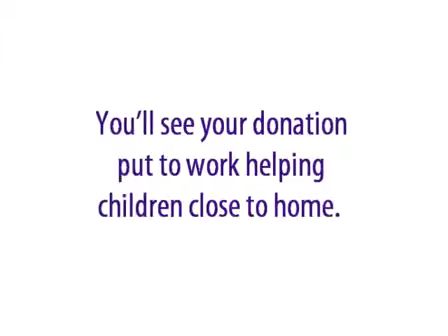 You’ll see your donation
put to work helping
children close to home.